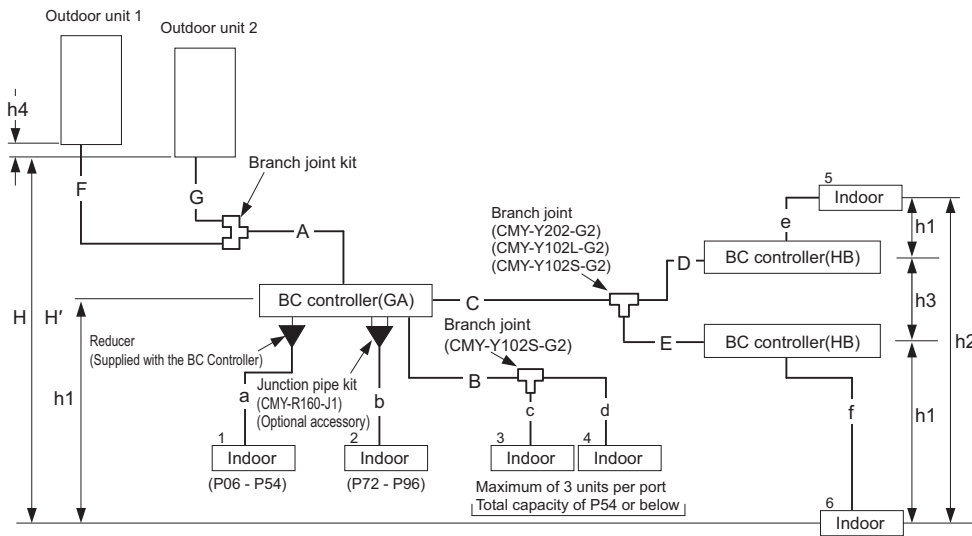 Outdoor unit 1
Outdoor unit 2
h4
Branch joint kit
F
G
A
5
Indoor
Branch joint
(CMY-Y202-G2)
(CMY-Y102L-G2)
(CMY-Y102S-G2)
e
h1
D
BC controller(HB)
BC controller(GA)
C
H
H′
h3
h2
Reducer
(Supplied with the BC Controller)
Branch joint
(CMY-Y102S-G2)
E
BC controller(HB)
a
Junction pipe kit
(CMY-R160-J1)
(Optional accessory)
b
B
h1
c
d
f
h1
1
Indoor
(P06 - P54)
2
Indoor
(P72 - P96)
3
Indoor
4
Indoor
Maximum of 3 units per port
Total capacity of P54 or below
6
Indoor